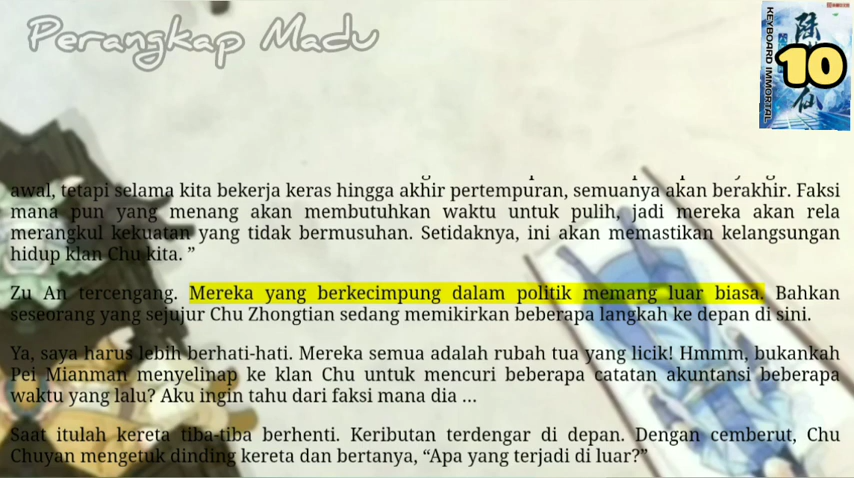 Perangkap Madu
KEYBOARD IMMORTAL
10
awal, tetapi selama kita bekerja keras hingga akhir pertempuran, semuanya akan berakhir. Faksi
mana pun yang menang akan membutuhkan waktu untuk pulih, jadi mereka akan rela
merangkul kekuatan yang tidak bermusuhan. Setidaknya, ini akan memastikan kelangsungan
hidup klan Chu kita. ”
Zu An tercengang. Mereka yang berkecimpung dalam politik memang luar biasa. Bahkan
seseorang yang sejujur Chu Zhongtian sedang memikirkan beberapa langkah ke depan di sini.
Ya, saya harus lebih berhati-hati. Mereka semua adalah rubah tua yang licik! Hmmm, bukankah
Pei Mianman menyelinap ke klan Chu untuk mencuri beberapa catatan akuntansi beberapa
waktu yang lalu? Aku ingin tahu dari faksi mana dia ...
Saat itulah kereta tiba-tiba berhenti. Keributan terdengar di depan. Dengan cemberut, Chu
Chuyan mengetuk dinding kereta dan bertanya, “Apa yang terjadi di luar?”